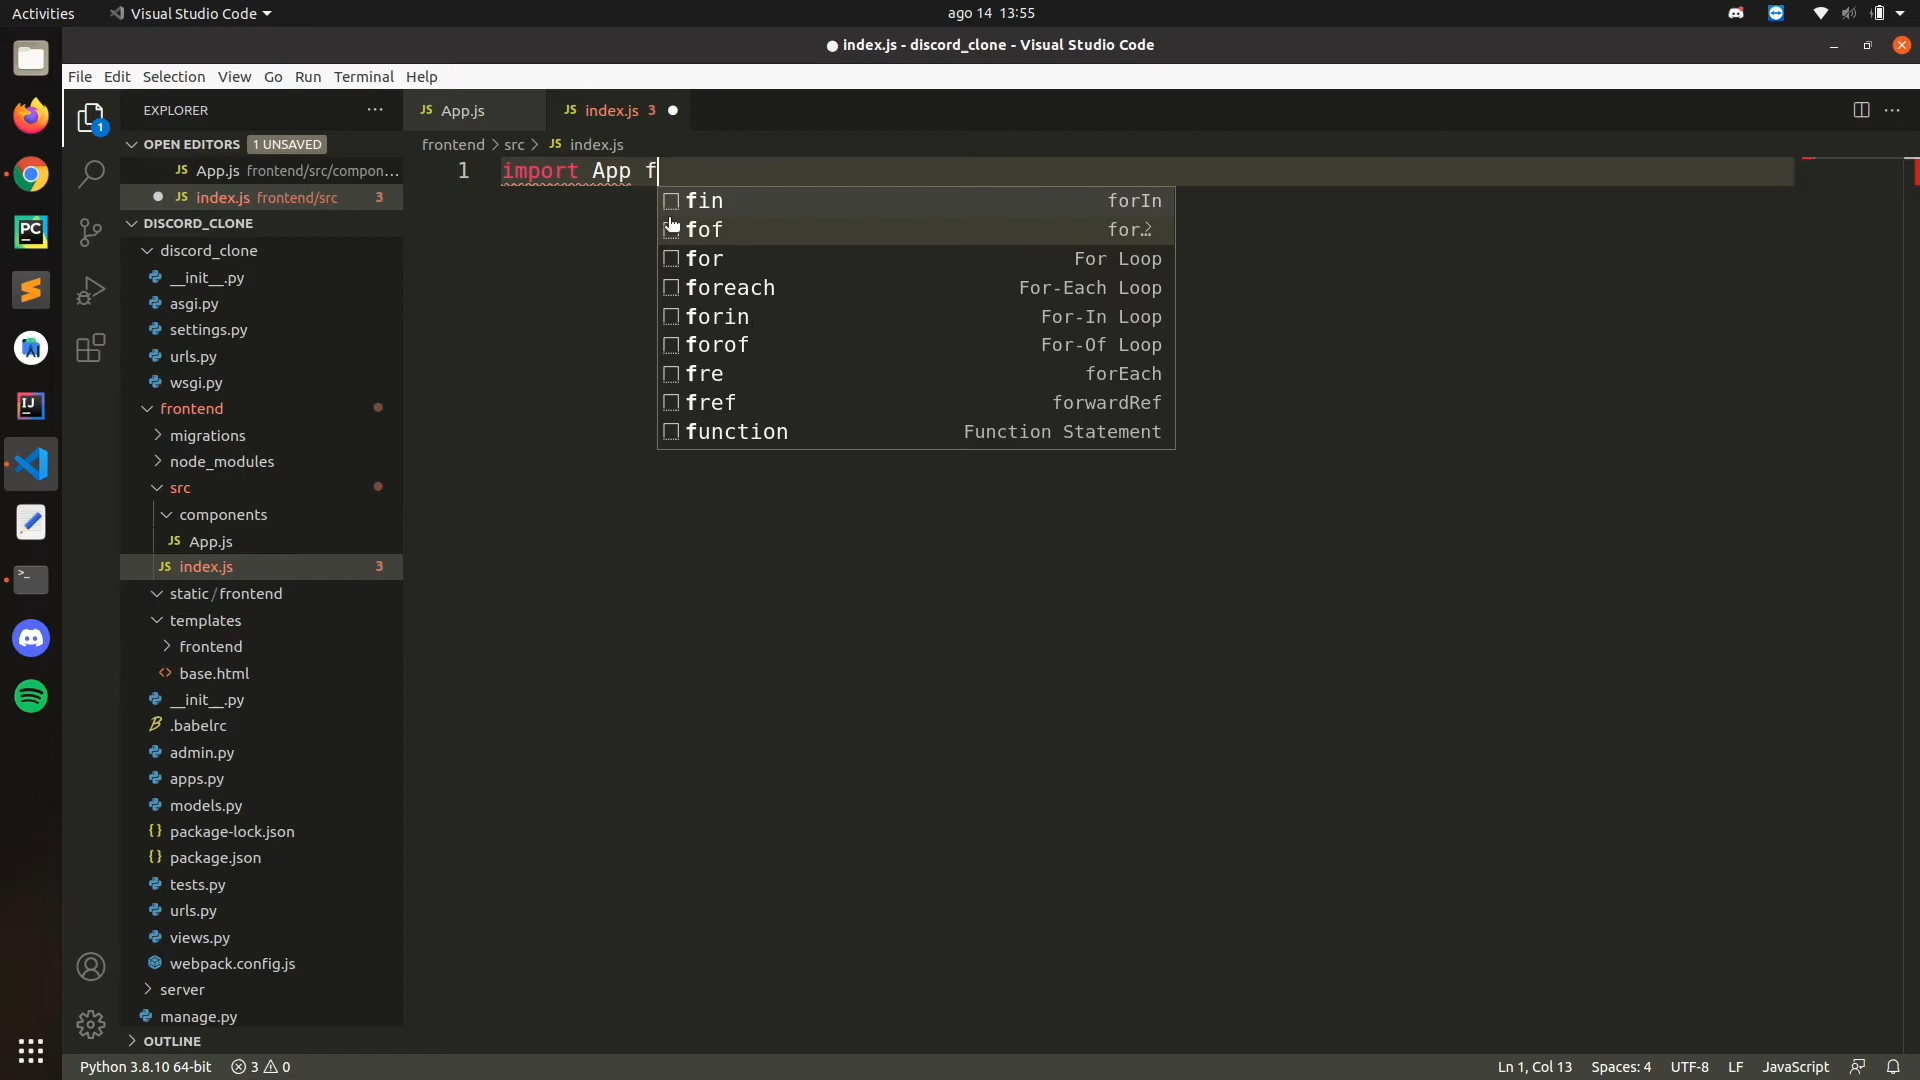 Activities Visual Studio Code ago 14 13:55
index.js - discord_clone - Visual Studio Code
File Edit Selection View Go Run Terminal Help
EXPLORER
OPEN EDITORS 1 UNSAVED
JS App.js frontend/src/compon...
JS index.js frontend/src 3
DISCORD_CLONE
discord_clone
__init__.py
asgi.py
settings.py
urls.py
wsgi.py
frontend
migrations
node_modules
src
components
JS App.js
JS index.js 3
static/frontend
templates
frontend
base.html
__init__.py
.babelrc
admin.py
apps.py
models.py
package-lock.json
package.json
tests.py
urls.py
views.py
webpack.config.js
server
manage.py
OUTLINE
JS App.js JS index.js 3
frontend > src > JS index.js
1 import App f
fin forIn
fof for…
for For Loop
foreach For-Each Loop
forin For-In Loop
forof For-Of Loop
fre forEach
fref forwardRef
function Function Statement
Python 3.8.10 64-bit 3 0 Ln 1, Col 13 Spaces: 4 UTF-8 LF JavaScript
1
PC
IJ